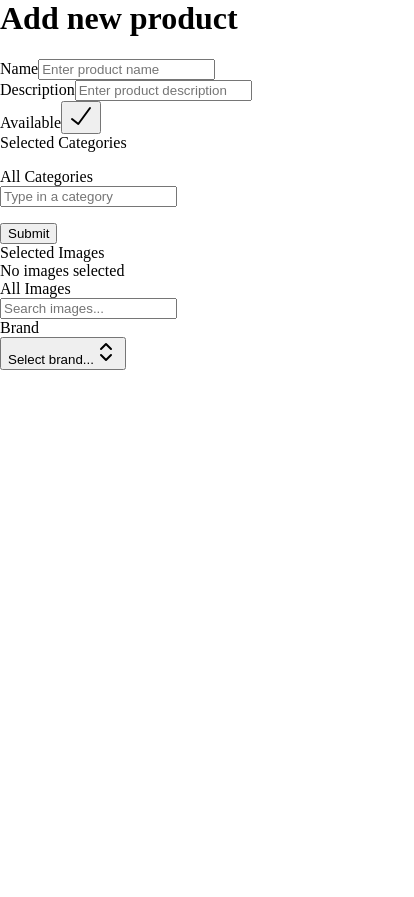 Add new product
Name Enter product name
Description Enter product description
Available
Selected Categories
All Categories
Type in a category
Submit
Selected Images
No images selected
All Images
Search images...
Brand
Select brand...